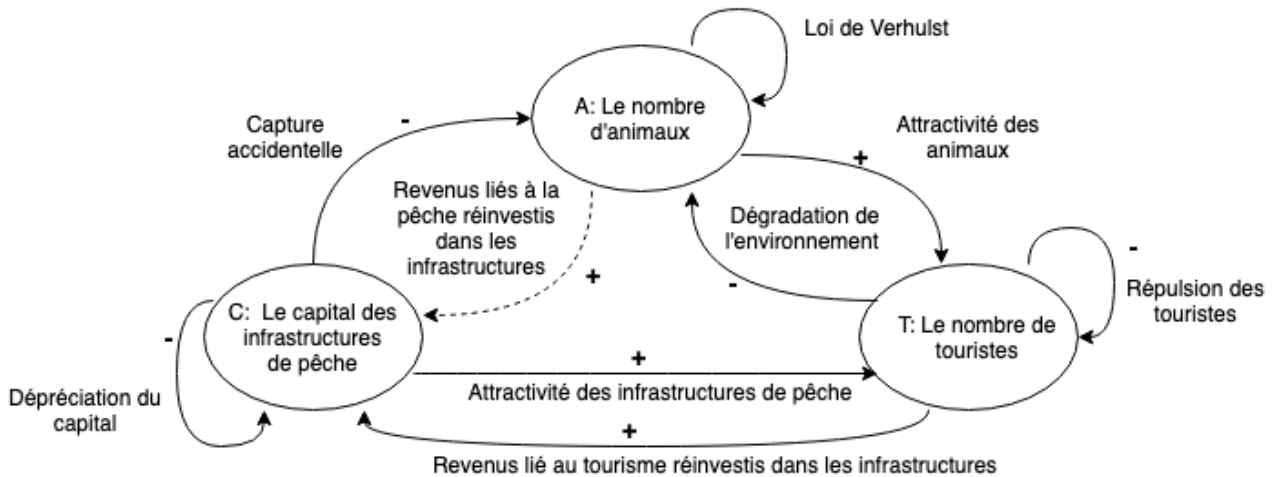 Loi de Verhulst
A: Le nombre
d'animaux
Capture
accidentelle
-
Attractivité des
animaux
+
Revenus liés à la
pêche réinvestis
dans les
infrastructures
+
Dégradation de
l'environnement
-
-
Répulsion des
touristes
C: Le capital des
infrastructures
de pêche
T: Le nombre de
touristes
-
Dépréciation du
capital
+
Attractivité des infrastructures de pêche
+
Revenus lié au tourisme réinvestis dans les infrastructures